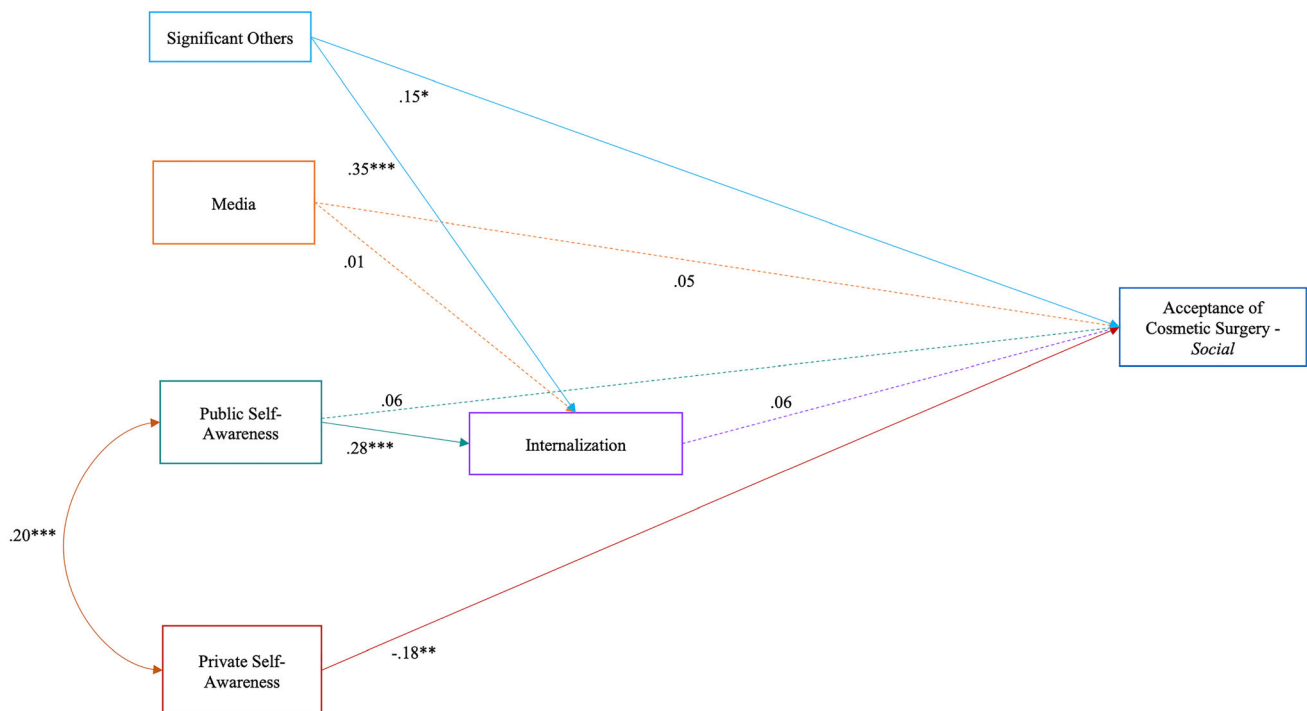 Significant Others
.15*
.35***
Media
.01
.05
Acceptance of
Cosmetic Surgery -
Social
Public Self-
Awareness
.06
.06
.28***
Internalization
.20***
Private Self-
Awareness
-.18**